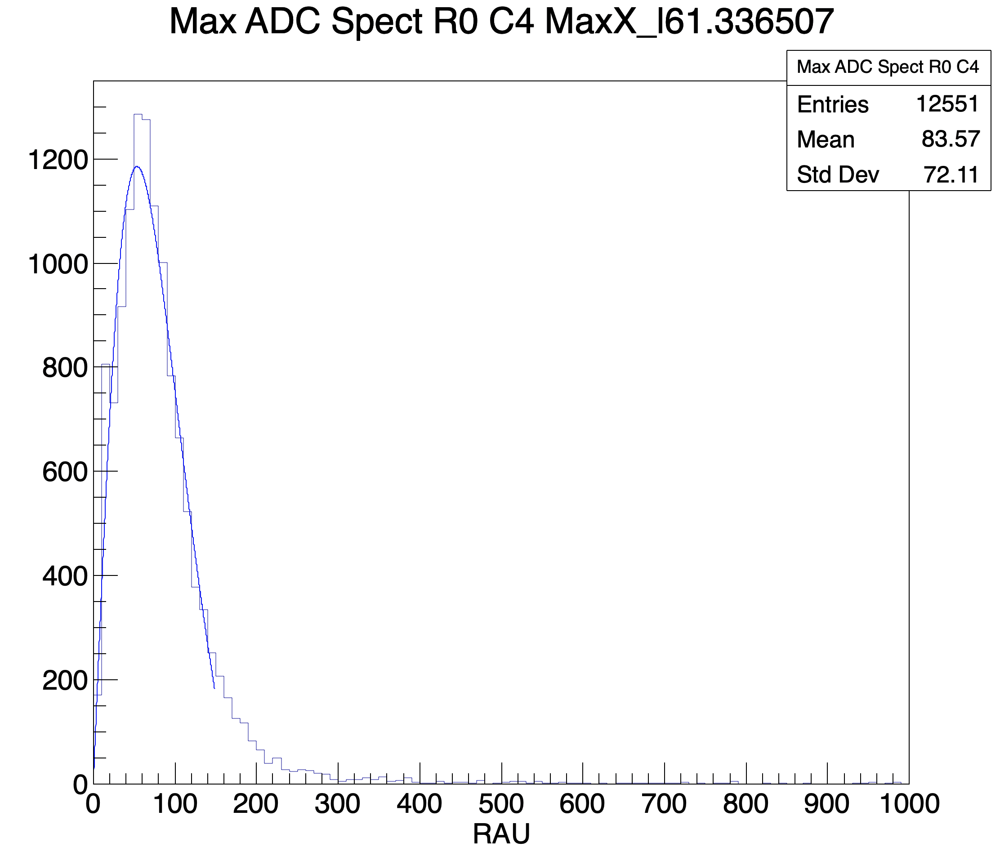 Max ADC Spect R0 C4 MaxX_l61.336507
Max ADC Spect R0 C4
Entries 12551
Mean 83.57
Std Dev 72.11
1200
1000
800
600
400
200
0
0 100 200 300 400 500 600 700 800 900 1000
RAU